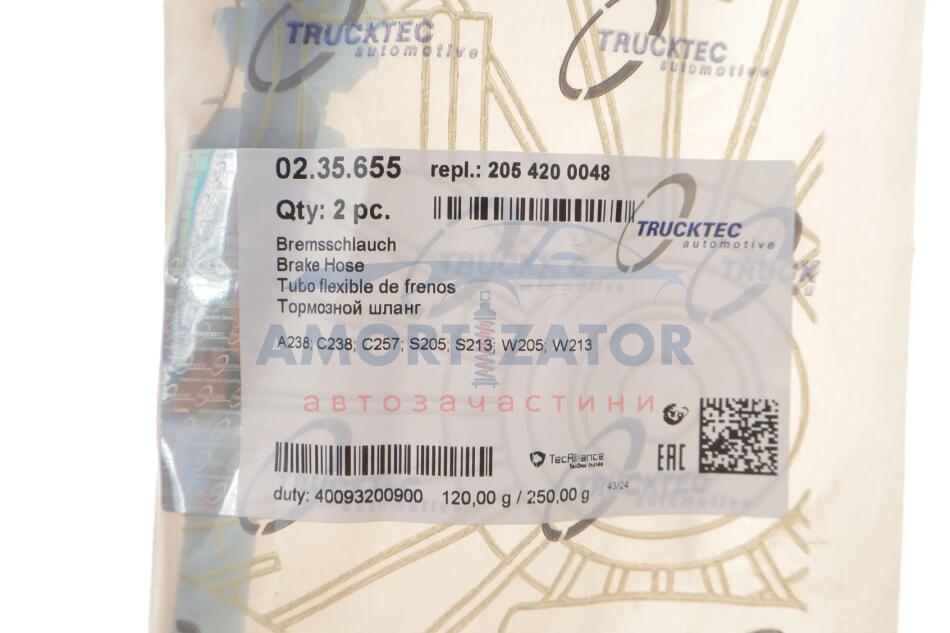 TRUCKTEC
automotive
TRUCKTEC
automotive
02.35.655 repl.: 205 420 0048
Qty: 2 pc.
TRUCKTEC
automotive
Bremsschlauch
Brake Hose
Tubo flexible de frenos
Тормозной шланг
AMORTIZATOR
A238; C238; C257; S205; S213; W205; W213
автозачастини
TecAlliance
TecDoc Inside
EAC
duty: 40093200900 120,00 g / 250,00 g 43/24